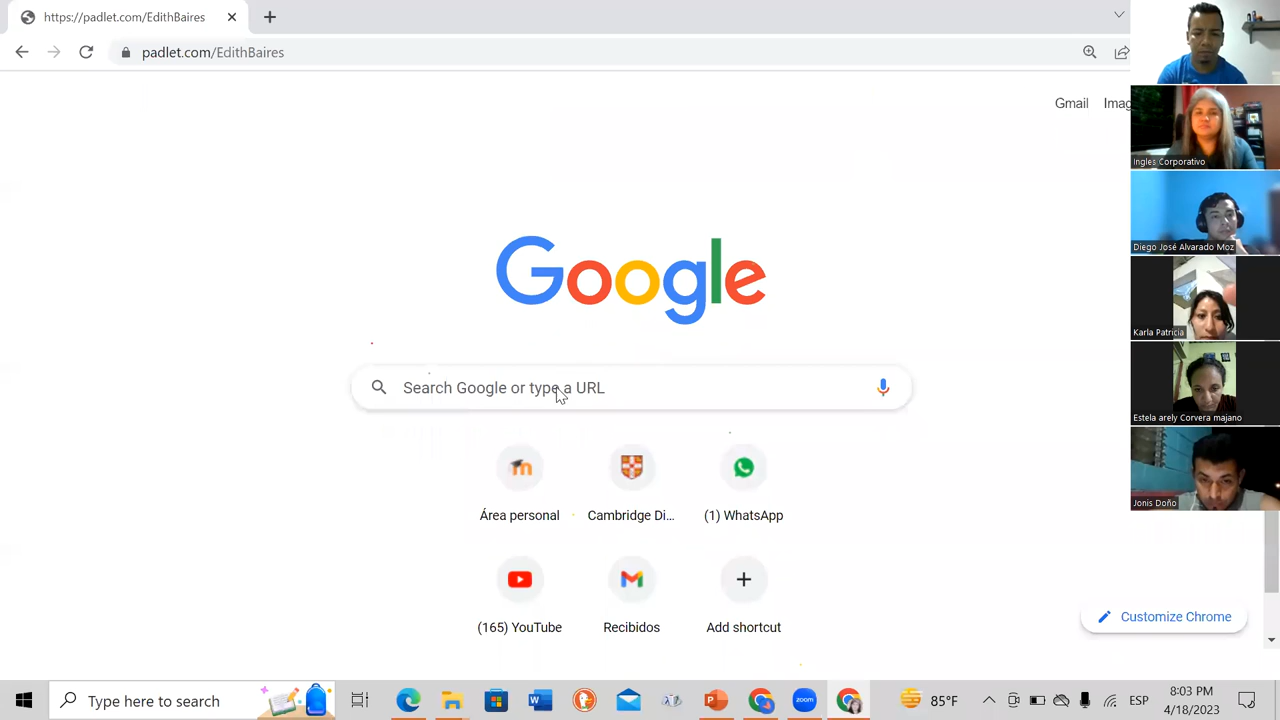 https://padlet.com/EdithBaires
padlet.com/EdithBaires
Gmail Imag
Google
Search Google or type a URL
Área personal
Cambridge Di...
(1) WhatsApp
(165) YouTube
Recibidos
Add shortcut
Customize Chrome
Ingles Corporativo
Diego José Alvarado Moz
Karla Patricia
Estela arely Corvera majano
Jonis Doño
Type here to search
zoom
85°F
ESP
8:03 PM
4/18/2023